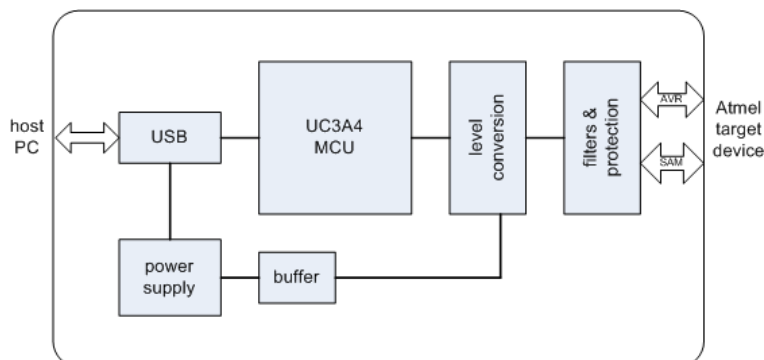 host
PC
USB
UC3A4
MCU
level
conversion
filters &
protection
AVR
SAM
Atmel
target
device
power
supply
buffer